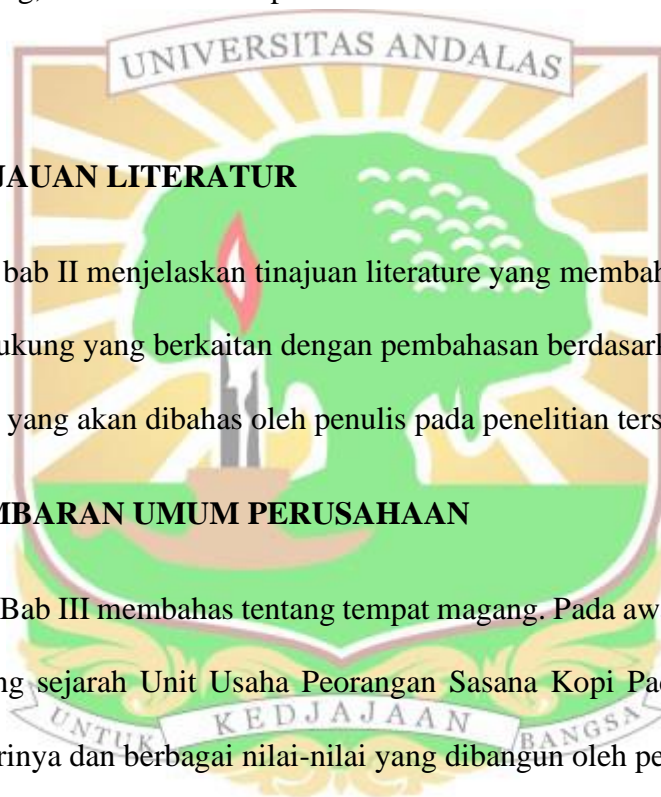 UNIVERSITAS ANDALAS
JAUAN LITERATUR
bab II menjelaskan tinajuan literature yang membah
ukung yang berkaitan dengan pembahasan berdasark
yang akan dibahas oleh penulis pada penelitian ters
MBARAN UMUM PERUSAHAAN
Bab III membahas tentang tempat magang. Pada aw
ng sejarah Unit Usaha Peorangan Sasana Kopi Pad
UNTUK KEDJAJAAN BANGSA
rinya dan berbagai nilai-nilai yang dibangun oleh pe